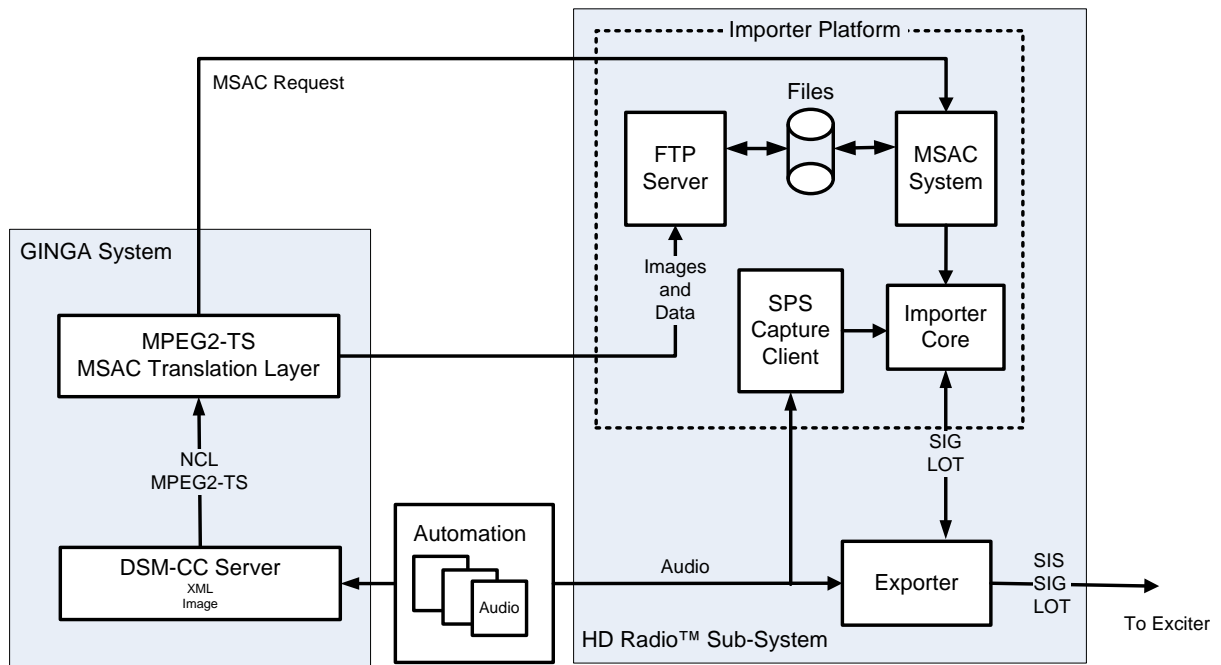 Importer Platform
MSAC Request
Files
FTP
Server
MSAC
System
GINGA System
Images
and
Data
SPS
Capture
Client
Importer
Core
MPEG2-TS
MSAC Translation Layer
SIG
LOT
NCL
MPEG2-TS
Automation
Audio
DSM-CC Server
XML
Image
Audio
Exporter
SIS
SIG
LOT
To Exciter
HD Radio™ Sub-System